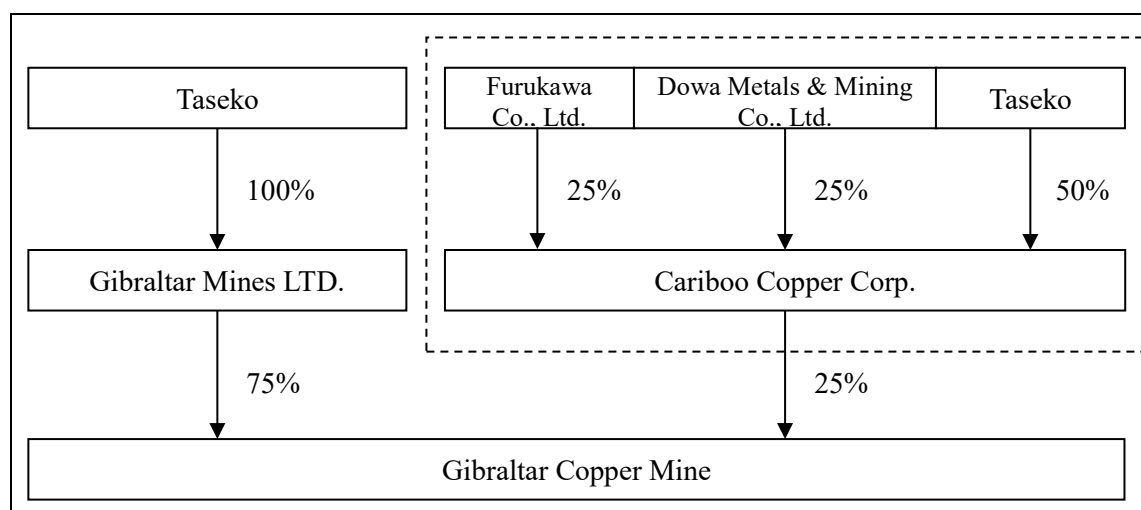 Taseko
Furukawa
Co., Ltd.
Dowa Metals & Mining
Co., Ltd.
Taseko
100%
25%
25%
50%
Gibraltar Mines LTD.
Cariboo Copper Corp.
75%
25%
Gibraltar Copper Mine